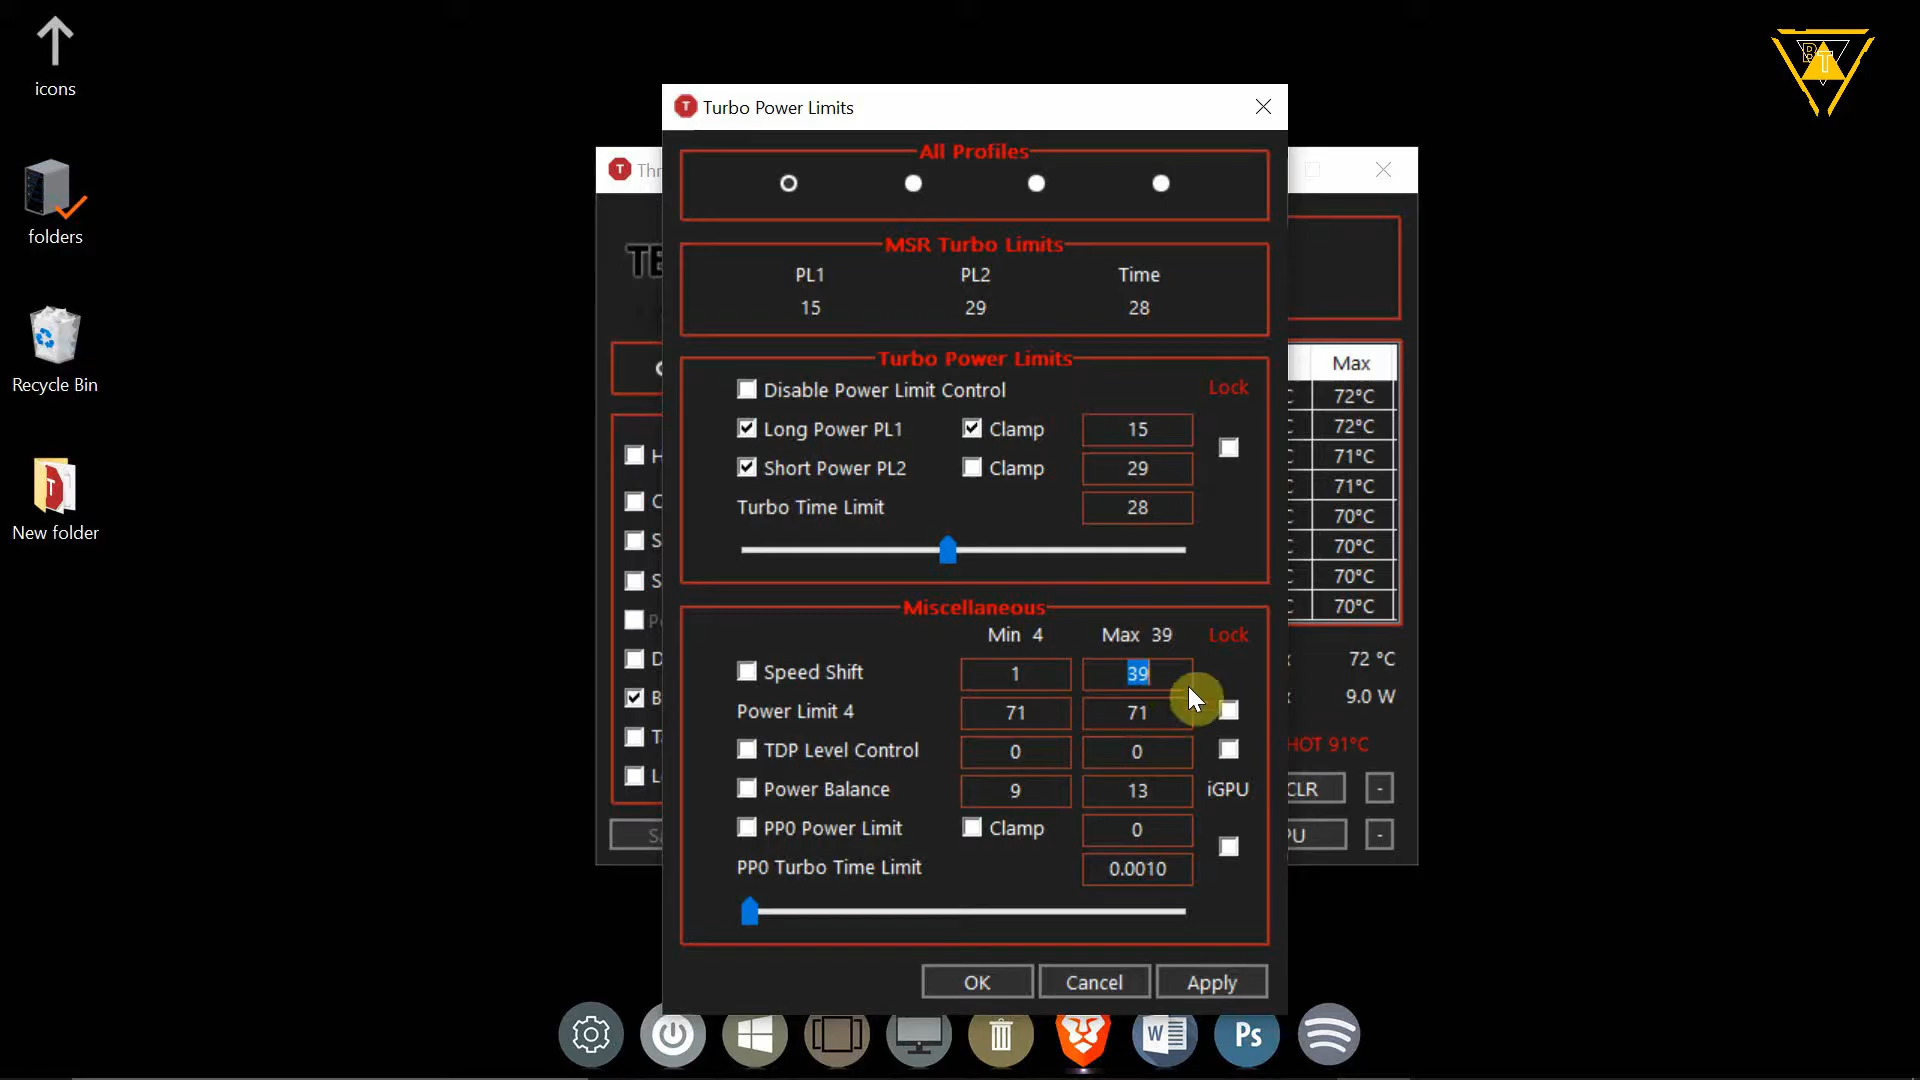 icons
folders
Recycle Bin
New folder
BT
Turbo Power Limits
All Profiles
MSR Turbo Limits
PL1 PL2 Time
15 29 28
Turbo Power Limits
Disable Power Limit Control Lock
Long Power PL1 Clamp 15
Short Power PL2 Clamp 29
Turbo Time Limit 28
Miscellaneous
Min 4 Max 39 Lock
Speed Shift 1 39
Power Limit 4 71 71
TDP Level Control 0 0
Power Balance 9 13 iGPU
PP0 Power Limit Clamp 0
PP0 Turbo Time Limit 0.0010
OK Cancel Apply
Max
72°C
72°C
71°C
71°C
70°C
70°C
70°C
70°C
72 °C
9.0 W
91°C
CLR -
-
W Ps